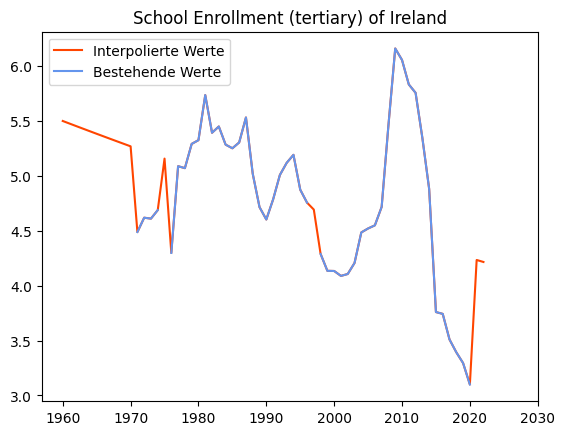 School Enrollment (tertiary) of Ireland
Interpolierte Werte
Bestehende Werte
6.0
5.5
5.0
4.5
4.0
3.5
3.0
1960 1970 1980 1990 2000 2010 2020 2030